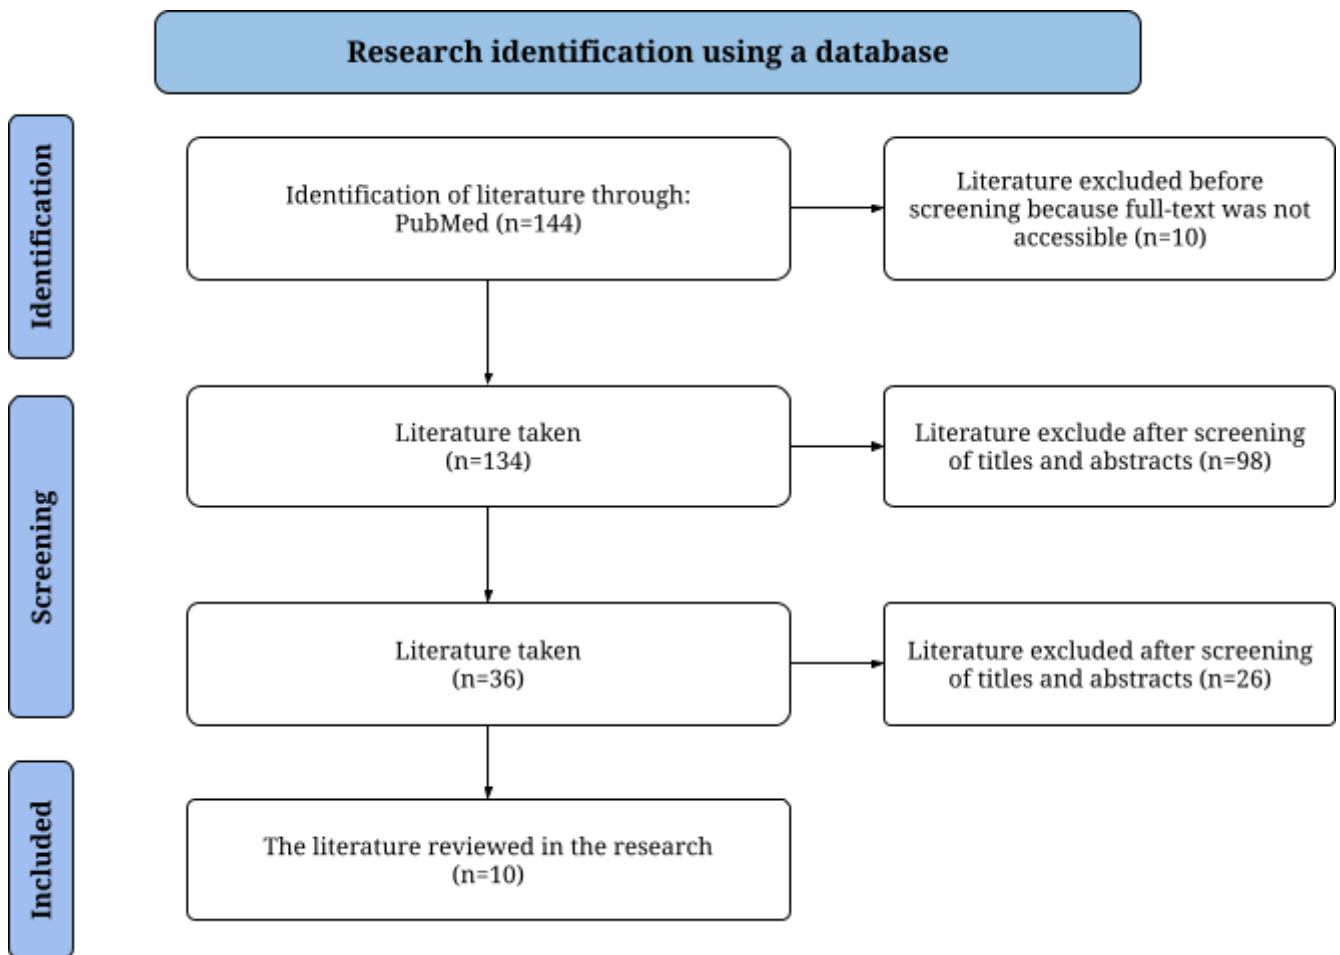 Research identification using a database
Identification
Identification of literature through:
PubMed (n=144)
Literature excluded before
screening because full-text was not
accessible (n=10)
Screening
Literature taken
(n=134)
Literature exclude after screening
of titles and abstracts (n=98)
Literature taken
(n=36)
Literature excluded after screening
of titles and abstracts (n=26)
Included
The literature reviewed in the research
(n=10)